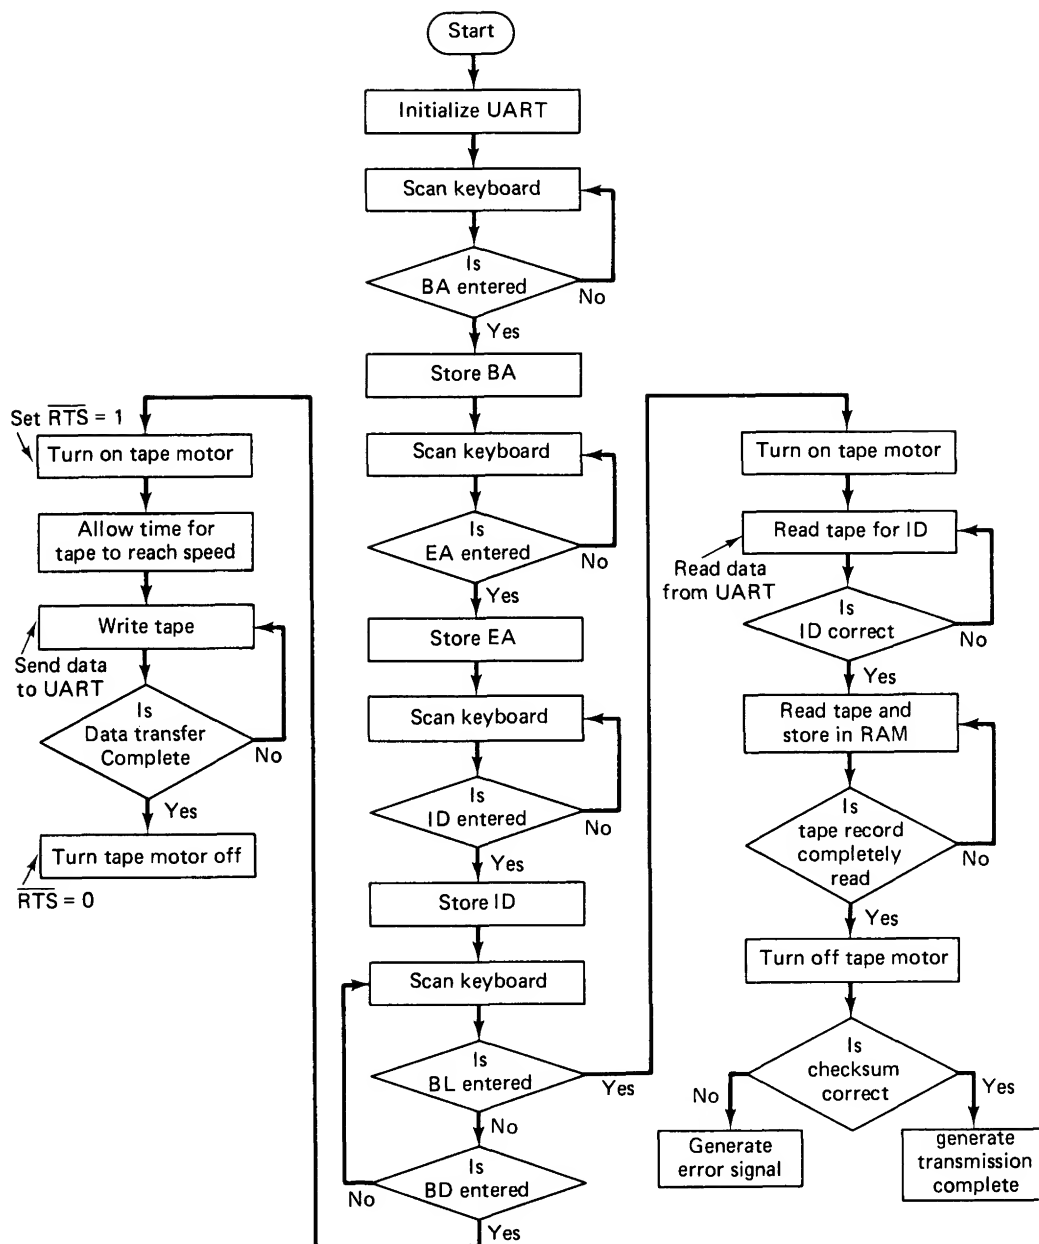 Start
Initialize UART
Scan keyboard
Is
BA entered
No
Yes
Store BA
Scan keyboard
Is
EA entered
No
Yes
Store EA
Scan keyboard
Is
ID entered
No
Yes
Store ID
Scan keyboard
Is
BL entered
Yes
No
Is
BD entered
No
Yes
Set R̅T̅S̅ = 1
Turn on tape motor
Allow time for
tape to reach speed
Write tape
Send data
to UART
Is
Data transfer
Complete
No
Yes
Turn tape motor off
R̅T̅S̅ = 0
Turn on tape motor
Read tape for ID
Read data
from UART
Is
ID correct
No
Yes
Read tape and
store in RAM
Is
tape record
completely
read
No
Yes
Turn off tape motor
Is
checksum
correct
No
Yes
Generate
error signal
generate
transmission
complete